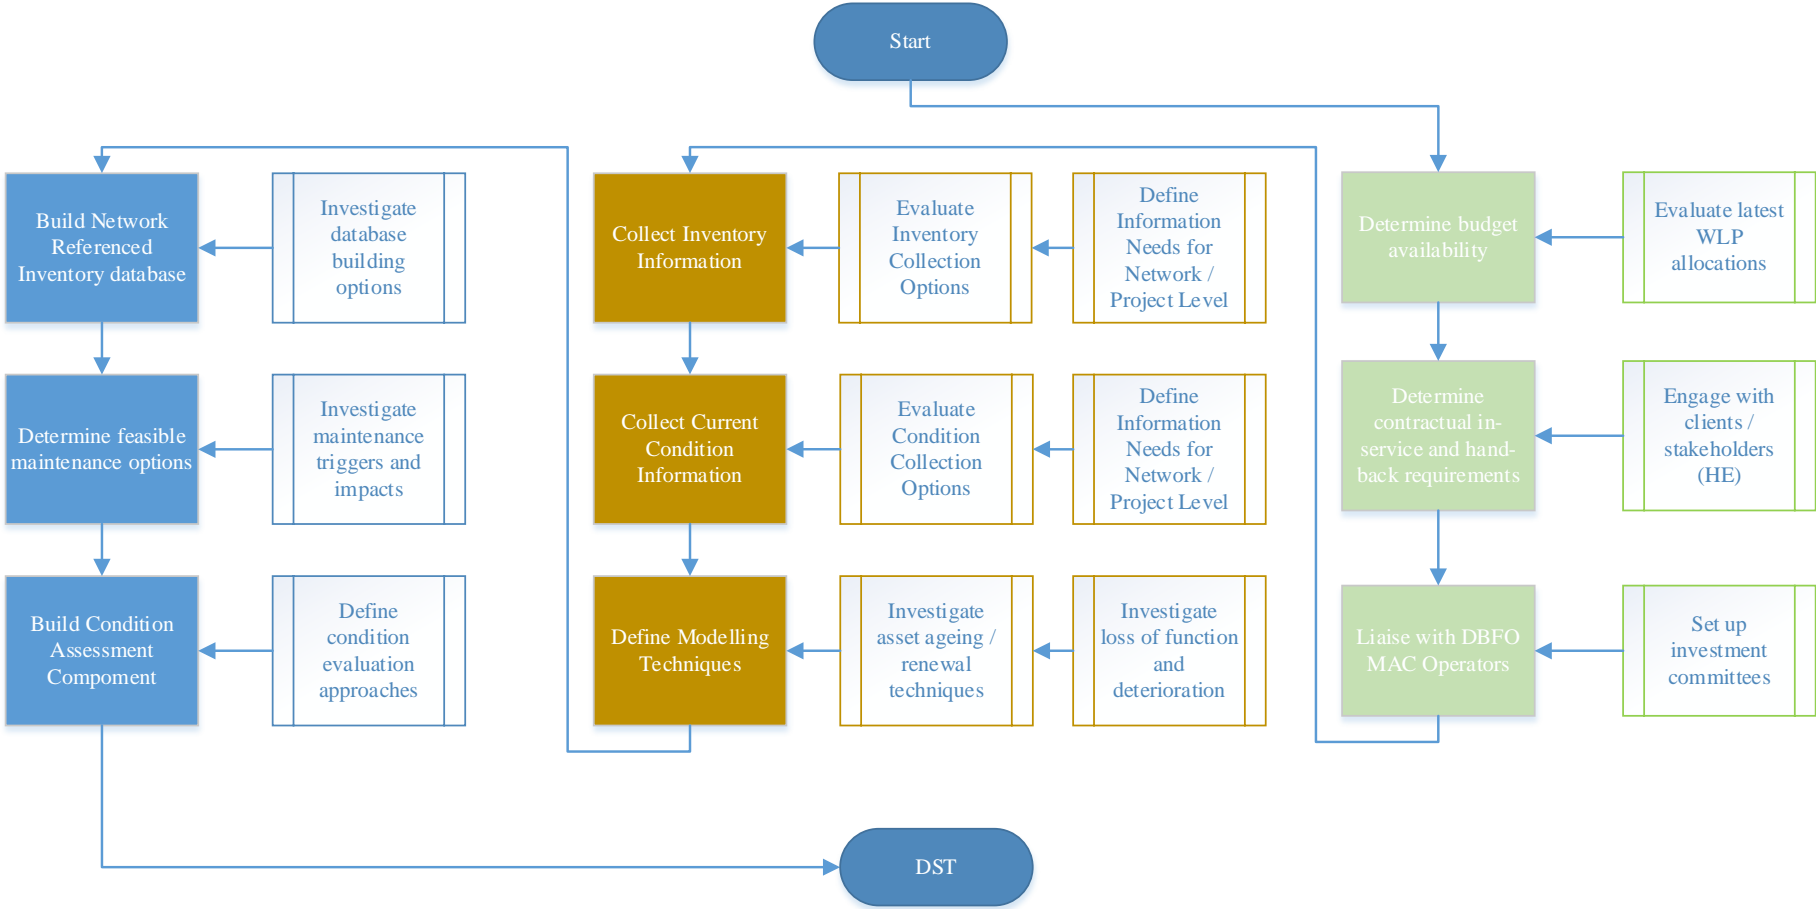 Start
Build Network
Referenced
Inventory database
Investigate
database
building
options
Collect Inventory
Information
Evaluate
Inventory
Collection
Options
Define
Information
Needs for
Network /
Project Level
Determine budget
availability
Evaluate latest
WLP
allocations
Determine feasible
maintenance options
Investigate
maintenance
triggers and
impacts
Collect Current
Condition
Information
Evaluate
Condition
Collection
Options
Define
Information
Needs for
Network /
Project Level
Determine
contractual in-
service and hand-
back requirements
Engage with
clients /
stakeholders
(HE)
Build Condition
Assessment
Compoment
Define
condition
evaluation
approaches
Define Modelling
Techniques
Investigate
asset ageing /
renewal
techniques
Investigate
loss of function
and
deterioration
Liaise with DBFO
MAC Operators
Set up
investment
committees
DST